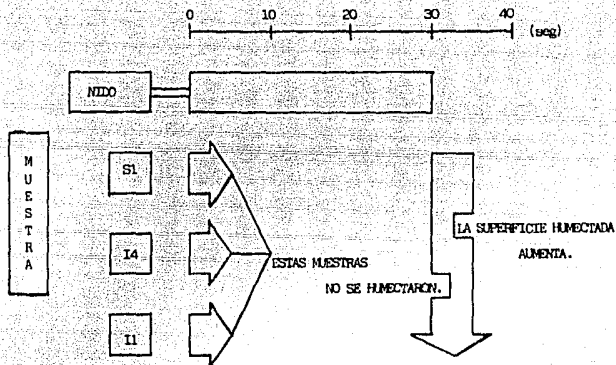 0 10 20 30 40 (seg)
NIDO
MUESTRA
S1
LA SUPERFICIE HUMECTADA
AUMENTA.
I4
ESTAS MUESTRAS
NO SE HUMECTARON.
I1